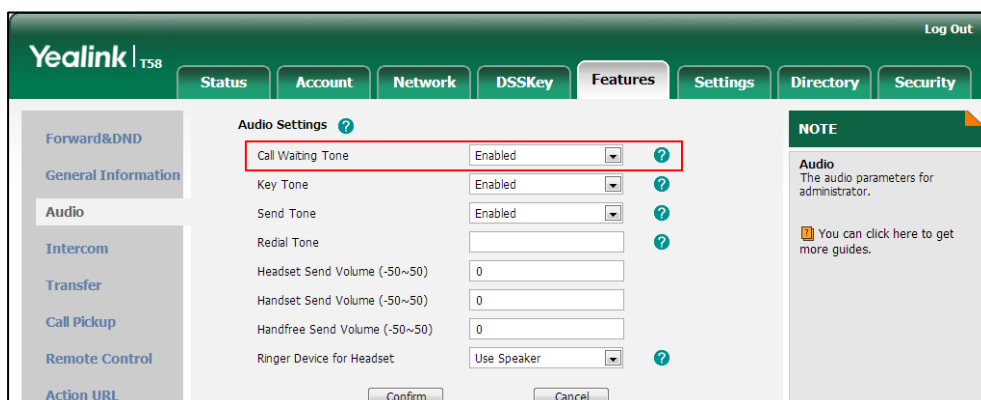 Log Out
Yealink | T58
Status Account Network DSSKey Features Settings Directory Security
Forward&DND
General Information
Audio
Intercom
Transfer
Call Pickup
Remote Control
Action URL
Audio Settings ?
Call Waiting Tone Enabled ?
Key Tone Enabled ?
Send Tone Enabled ?
Redial Tone ?
Headset Send Volume (-50~50) 0
Handset Send Volume (-50~50) 0
Handfree Send Volume (-50~50) 0
Ringer Device for Headset Use Speaker ?
Confirm Cancel
NOTE
Audio
The audio parameters for
administrator.
? You can click here to get
more guides.